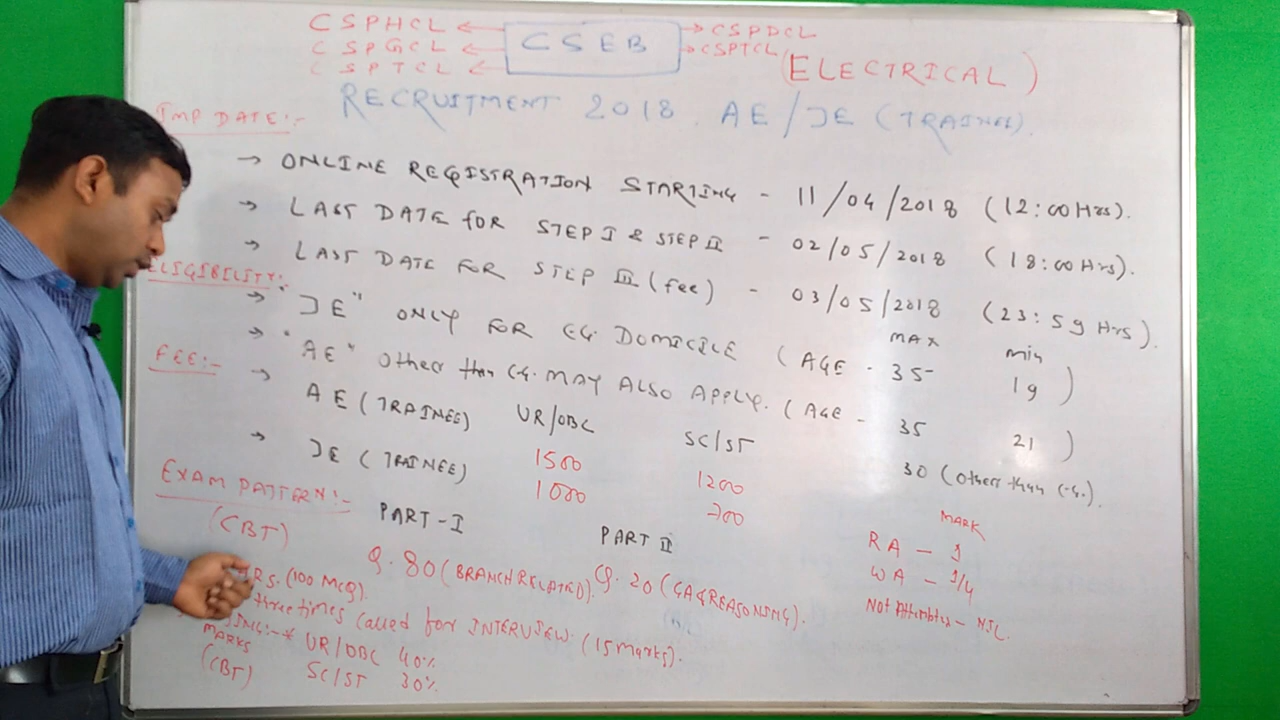 CSPHCL ← CSEB → CSPDCL
CSPGCL ← → CSPTCL
CSPTCL ←
(ELECTRICAL)
RECRUITMENT 2018. AE/JE (TRAINEE).
IMP DATE:-
→ ONLINE REGISTRATION STARTING - 11/04/2018 (12:00 Hrs).
→ LAST DATE for STEP I & STEP II - 02/05/2018 (18:00 Hrs).
→ LAST DATE FOR STEP III (fee) - 03/05/2018 (23:59 Hrs).
ELIGIBILITY:-
MAX min
→ "JE" ONLY FOR CG. DOMICILE (AGE - 35 19)
→ "AE" Other than C.G. MAY ALSO APPLY. (AGE - 35 21)
30 (other than C.G.).
FEE:-
UR/OBC SC/ST
→ AE (TRAINEE) 1500 1200
→ JE (TRAINEE) 1000 700
EXAM PATTERN:-
(CBT)
PART-I PART II
Q. 80 (BRANCH RELATED). Q. 20 (GA & REASONING).
MARK
RA - 1
WA - 1/4
Not Attempted - NIL.
RS. (100 MCQ).
three times called for INTERVIEW. (15 marks).
MARKS
(CBT)
* UR/OBC 40%
SC/ST 30%